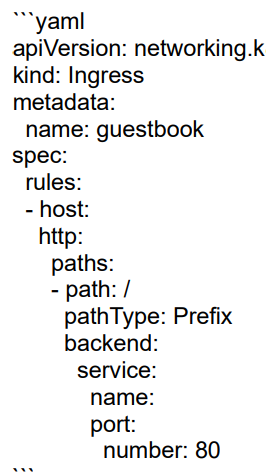 ```yaml
apiVersion: networking.k
kind: Ingress
metadata:
  name: guestbook
spec:
  rules:
  - host:
    http:
      paths:
      - path: /
        pathType: Prefix
        backend:
          service:
            name:
            port:
              number: 80
```